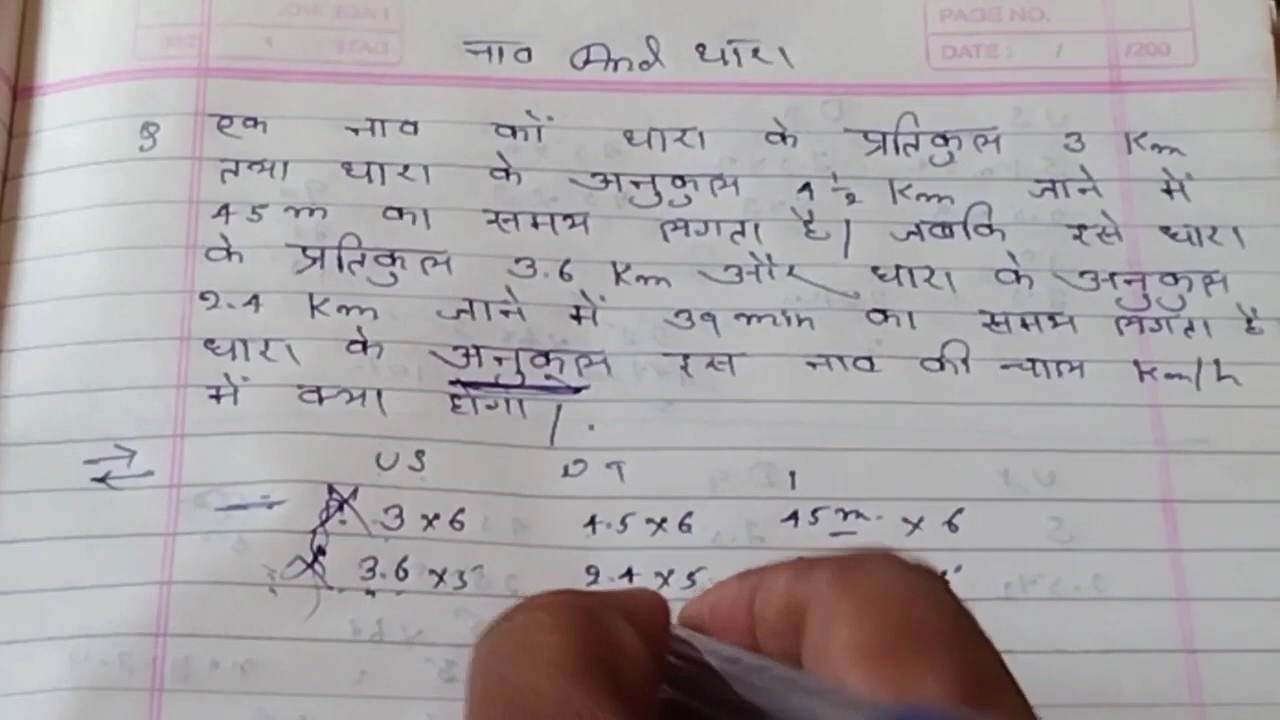 PAGE NO.
DATE: / /200
नाव And धारा
Q एक नाव कों धारा के प्रतिकुल 3 Km
तथा धारा के अनुकुल 4 1/2 Km जाने में
45 m का समय लगता है| जबकि इसे धारा
के प्रतिकुल 3.6 Km और धारा के अनुकुल
2.4 Km जाने में 39 min का समय लगता है
धारा के अनुकूल इस नाव की चाल Km/h
में क्या होगा|.
US
3 × 6 4.5 × 6 45 m. × 6
3.6 × 5 2.4 × 5